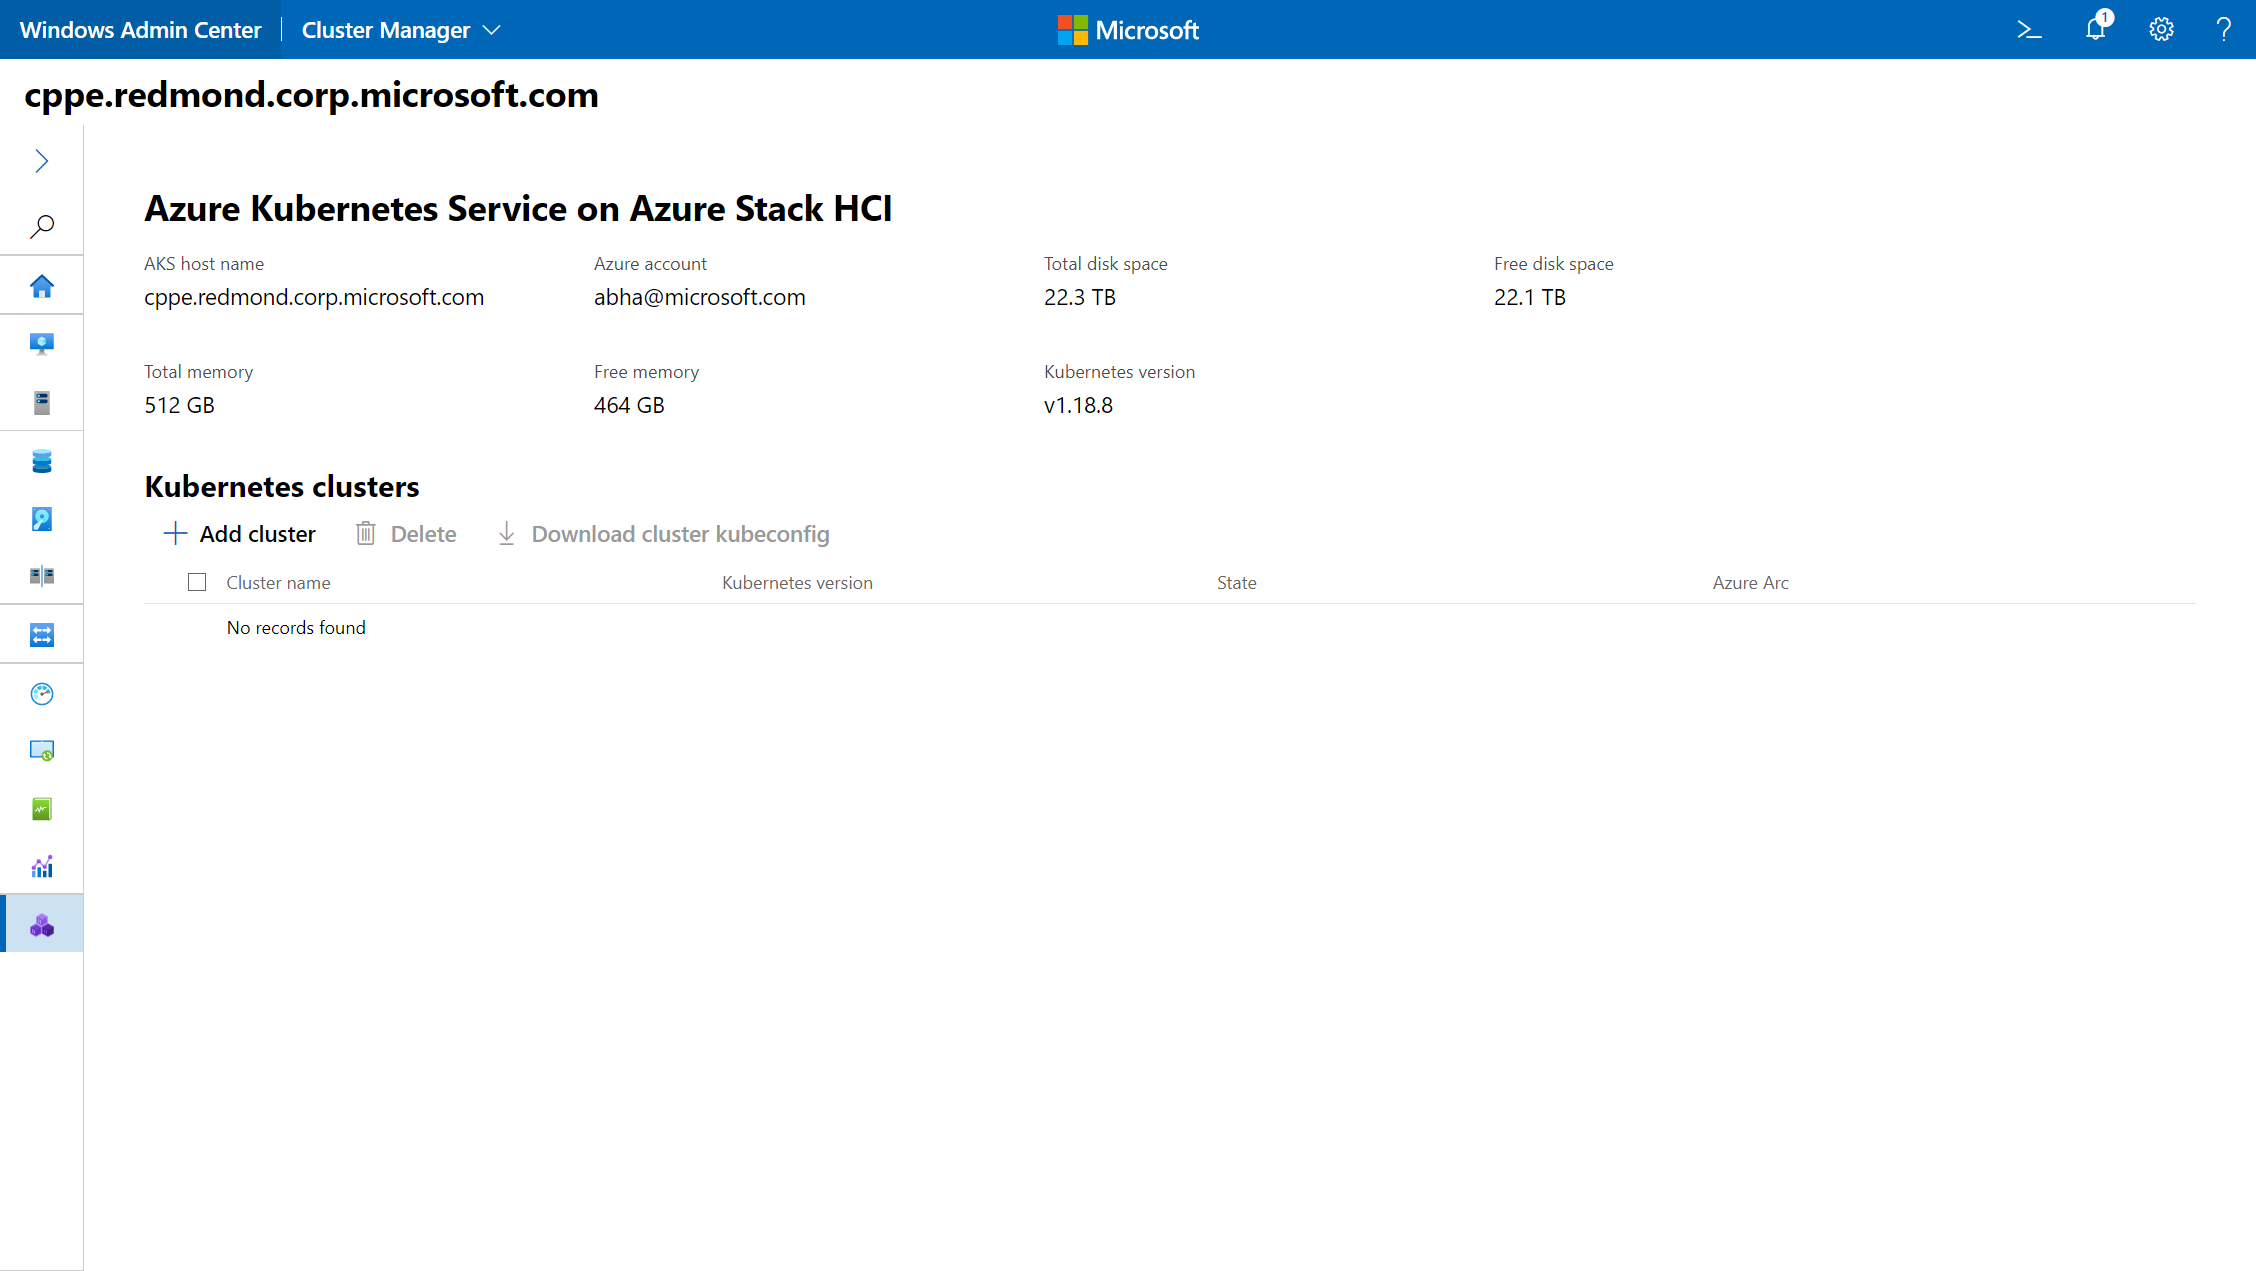 Windows Admin Center
Cluster Manager
Microsoft
1
cppe.redmond.corp.microsoft.com
Azure Kubernetes Service on Azure Stack HCI
AKS host name
cppe.redmond.corp.microsoft.com
Azure account
abha@microsoft.com
Total disk space
22.3 TB
Free disk space
22.1 TB
Total memory
512 GB
Free memory
464 GB
Kubernetes version
v1.18.8
Kubernetes clusters
Add cluster
Delete
Download cluster kubeconfig
Cluster name
Kubernetes version
State
Azure Arc
No records found